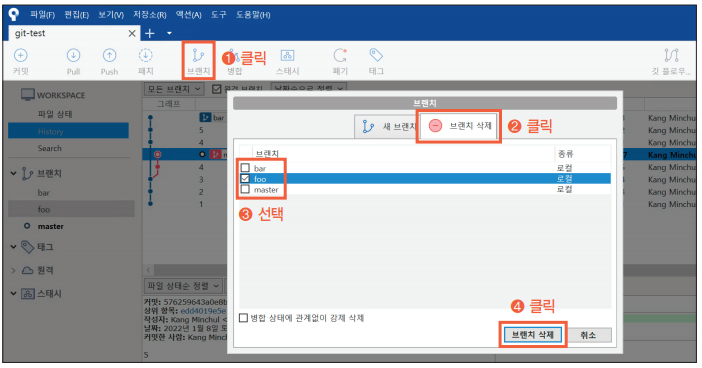 파일(F) 편집(E) 보기(V) 저장소(R) 액션(A) 도구 도움말(H)
git-test
커밋 Pull Push 패치 브랜치 병합 스태시 폐기 태그 깃 플로우...
❶ 클릭
WORKSPACE
파일 상태
History
Search
브랜치
bar
foo
master
태그
원격
스태시
모든 브랜치
날짜순으로 정렬
그래프
bar
5
4
4
3
2
1
브랜치
새 브랜치
브랜치 삭제
❷ 클릭
브랜치 종류
bar 로컬
foo 로컬
master 로컬
❸ 선택
병합 상태에 관계없이 강제 삭제
❹ 클릭
브랜치 삭제 취소
Kang Minchu
Kang Minchu
Kang Minchu
Kang Minchu
Kang Minchu
Kang Minchu
Kang Minchu
Kang Minchu
파일 상태순 정렬
커밋: 576259643a0e8b
상위 항목: edd4019e5e
작성자: Kang Minchul <
날짜: 2022년 1월 8일 토
커밋한 사람: Kang Minc
5